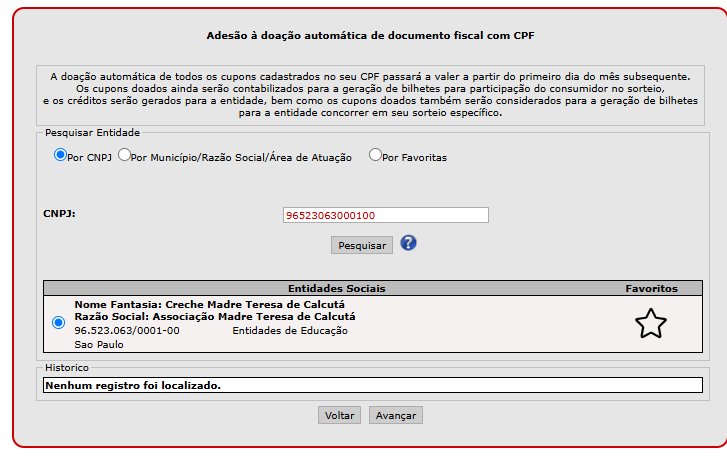 Adesão à doação automática de documento fiscal com CPF
A doação automática de todos os cupons cadastrados no seu CPF passará a valer a partir do primeiro dia do mês subsequente.
Os cupons doados ainda serão contabilizados para a geração de bilhetes para participação do consumidor no sorteio,
e os créditos serão gerados para a entidade, bem como os cupons doados também serão considerados para a geração de bilhetes
para a entidade concorrer em seu sorteio específico.
Pesquisar Entidade
Por CNPJ Por Município/Razão Social/Área de Atuação Por Favoritas
CNPJ: 96523063000100
Pesquisar ?
Entidades Sociais Favoritos
Nome Fantasia: Creche Madre Teresa de Calcutá
Razão Social: Associação Madre Teresa de Calcutá
96.523.063/0001-00 Entidades de Educação
Sao Paulo
Historico
Nenhum registro foi localizado.
Voltar Avançar